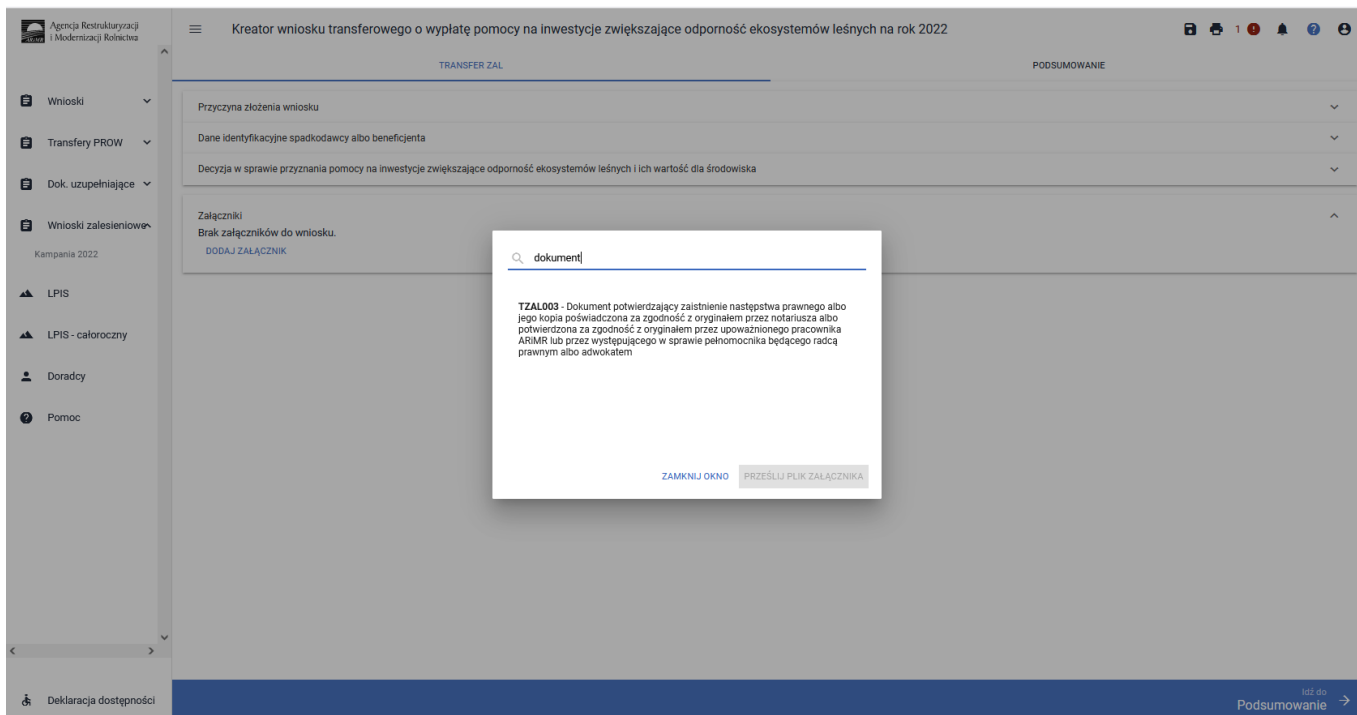 Agencja Restrukturyzacji
i Modernizacji Rolnictwa
ARiMR
Kreator wniosku transferowego o wypłatę pomocy na inwestycje zwiększające odporność ekosystemów leśnych na rok 2022
1
TRANSFER ZAL
PODSUMOWANIE
Wnioski
Transfery PROW
Dok. uzupełniające
Wnioski zalesieniowe
Kampania 2022
LPIS
LPIS - całoroczny
Doradcy
Pomoc
Deklaracja dostępności
Przyczyna złożenia wniosku
Dane identyfikacyjne spadkodawcy albo beneficjenta
Decyzja w sprawie przyznania pomocy na inwestycje zwiększające odporność ekosystemów leśnych i ich wartość dla środowiska
Załączniki
Brak załączników do wniosku.
DODAJ ZAŁĄCZNIK
dokument
TZAL003 - Dokument potwierdzający zaistnienie następstwa prawnego albo
jego kopia poświadczona za zgodność z oryginałem przez notariusza albo
potwierdzona za zgodność z oryginałem przez upoważnionego pracownika
ARiMR lub przez występującego w sprawie pełnomocnika będącego radcą
prawnym albo adwokatem
ZAMKNIJ OKNO
PRZEŚLIJ PLIK ZAŁĄCZNIKA
Idź do
Podsumowanie